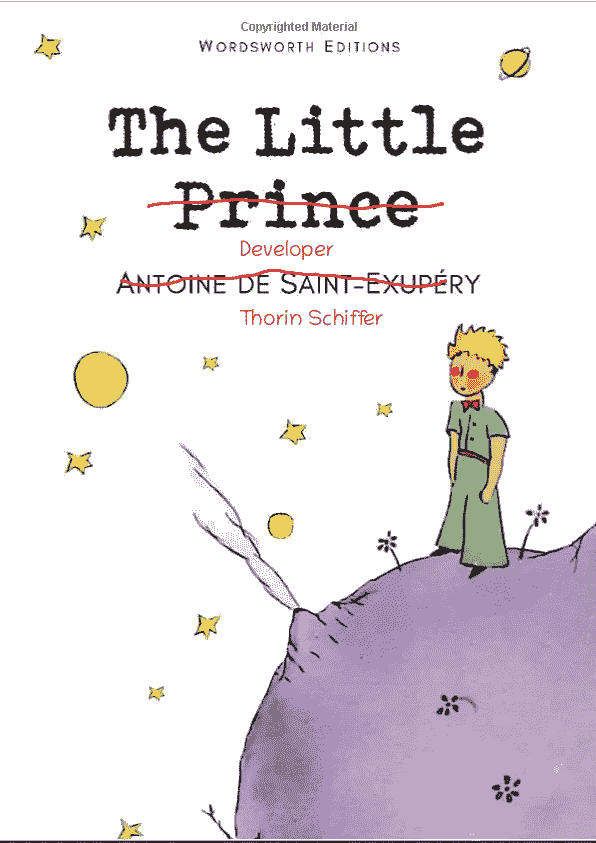 Copyrighted Material
WORDSWORTH EDITIONS
The Little
Prince
Developer
ANTOINE DE SAINT-EXUPÉRY
Thorin Schiffer